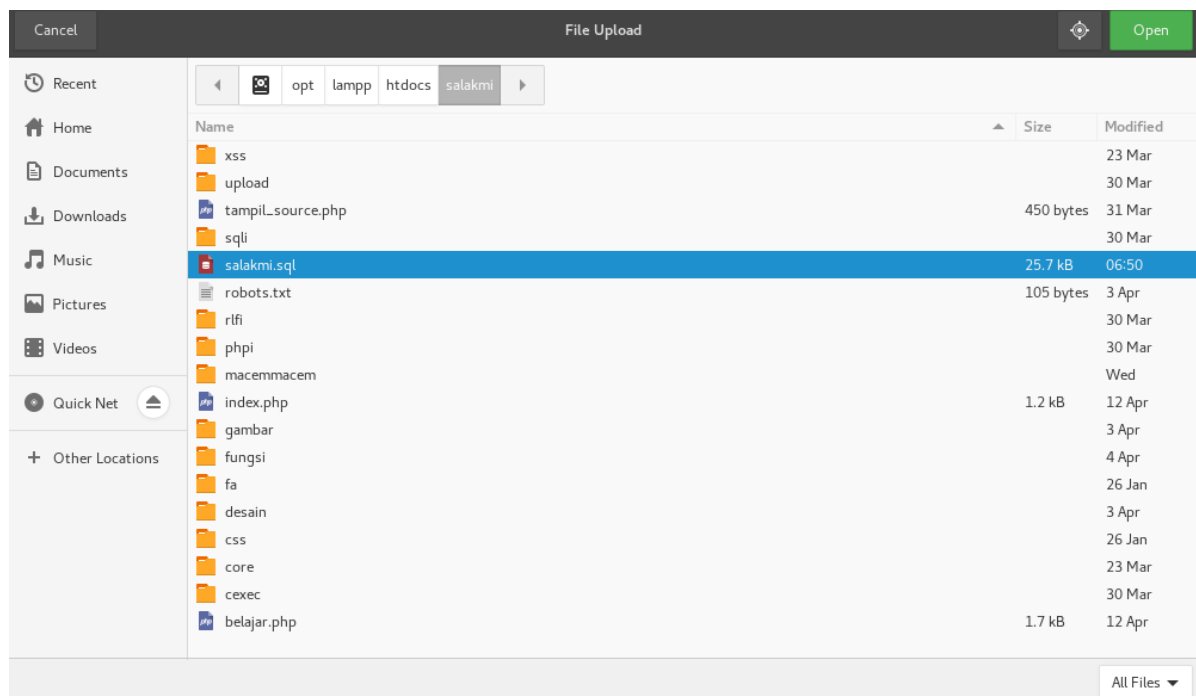 Cancel File Upload Open
Recent
Home
Documents
Downloads
Music
Pictures
Videos
Quick Net
+ Other Locations
opt lampp htdocs salakmi
Name Size Modified
xss 23 Mar
upload 30 Mar
tampil_source.php 450 bytes 31 Mar
sqli 30 Mar
salakmi.sql 25.7 kB 06:50
robots.txt 105 bytes 3 Apr
rlfi 30 Mar
phpi 30 Mar
macemmacem Wed
index.php 1.2 kB 12 Apr
gambar 3 Apr
fungsi 4 Apr
fa 26 Jan
desain 3 Apr
css 26 Jan
core 23 Mar
cexec 30 Mar
belajar.php 1.7 kB 12 Apr
All Files